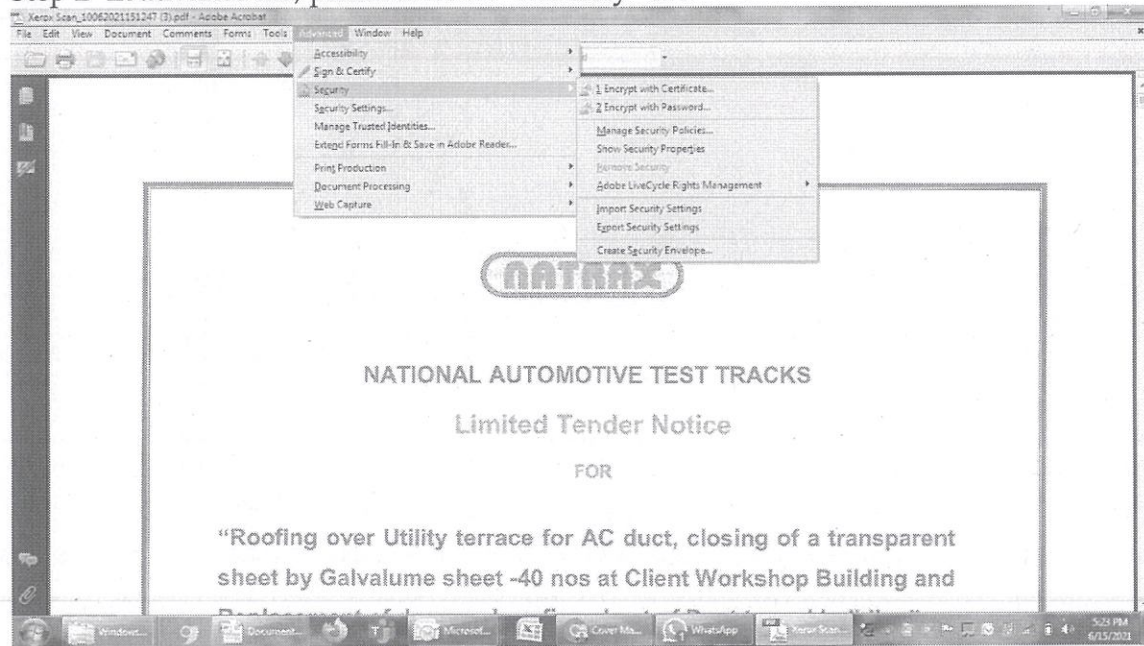 Xerox Scan_10062021151247 (3).pdf - Adobe Acrobat
File Edit View Document Comments Forms Tools Advanced Window Help
Accessibility
Sign & Certify
Security
Security Settings...
Manage Trusted Identities...
Extend Forms Fill-In & Save in Adobe Reader...
Print Production
Document Processing
Web Capture
1 Encrypt with Certificate...
2 Encrypt with Password...
Manage Security Policies...
Show Security Properties
Remove Security
Adobe LiveCycle Rights Management
Import Security Settings
Export Security Settings
Create Security Envelope...
NATRAX
NATIONAL AUTOMOTIVE TEST TRACKS
Limited Tender Notice
FOR
“Roofing over Utility terrace for AC duct, closing of a transparent
sheet by Galvalume sheet -40 nos at Client Workshop Building and
Windows... Document... Microsof... Cover Ma... WhatsApp Xerox Scan... 5:23 PM
6/15/2021